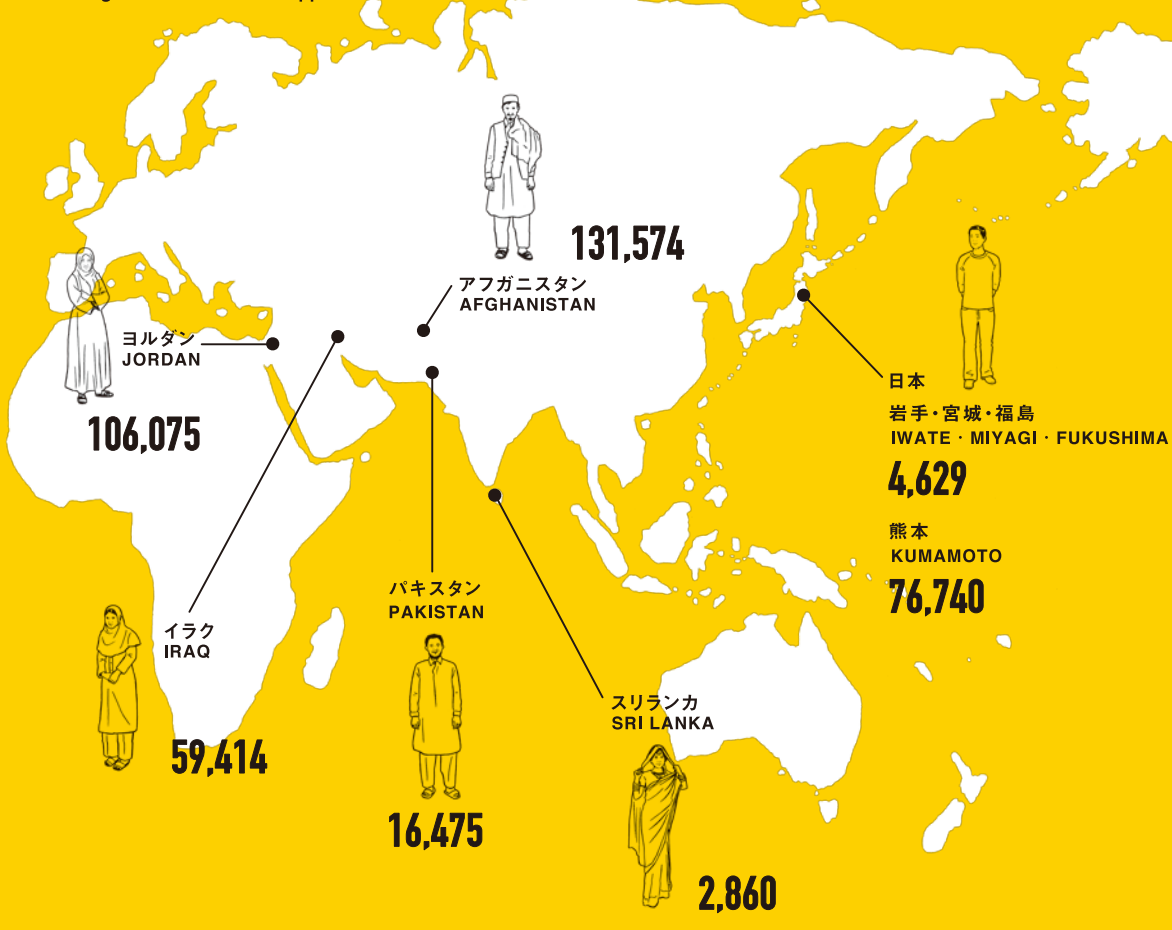 131,574
アフガニスタン
AFGHANISTAN
ヨルダン
JORDAN
106,075
日本
岩手・宮城・福島
IWATE · MIYAGI · FUKUSHIMA
4,629
熊本
KUMAMOTO
76,740
パキスタン
PAKISTAN
16,475
イラク
IRAQ
59,414
スリランカ
SRI LANKA
2,860